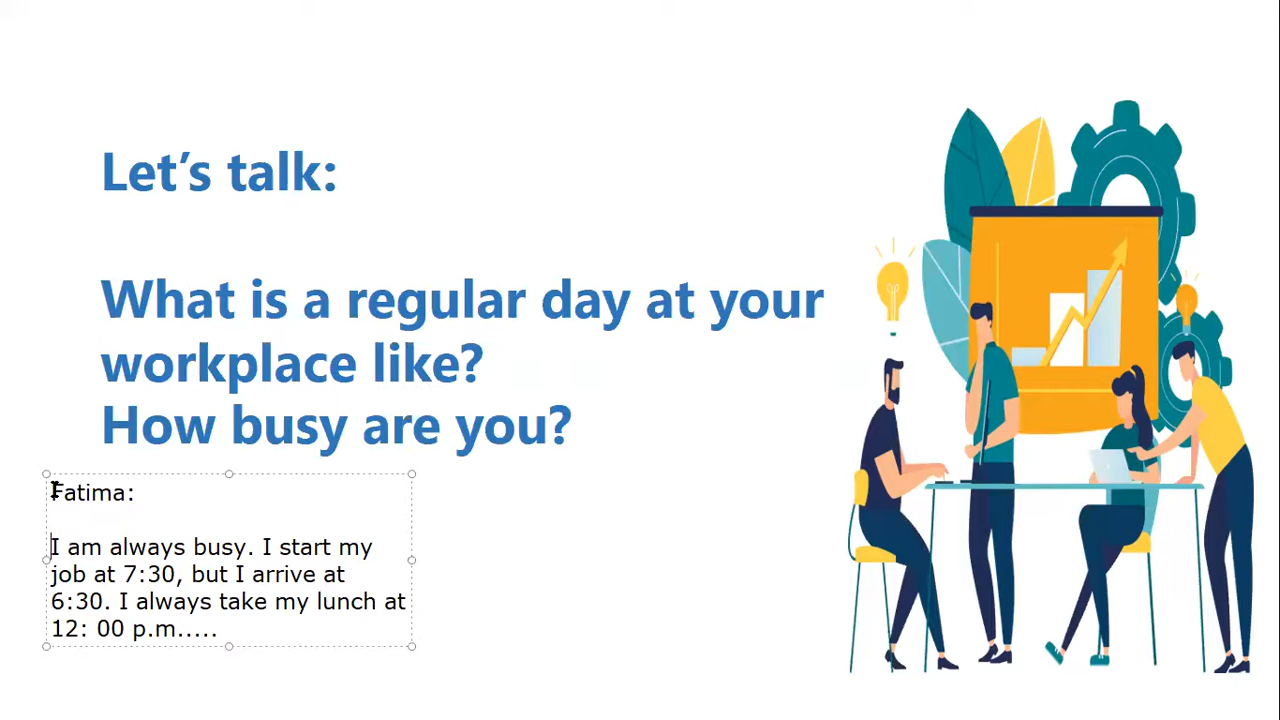 Let’s talk:
What is a regular day at your
workplace like?
How busy are you?
Fatima:
I am always busy. I start my
job at 7:30, but I arrive at
6:30. I always take my lunch at
12: 00 p.m.....